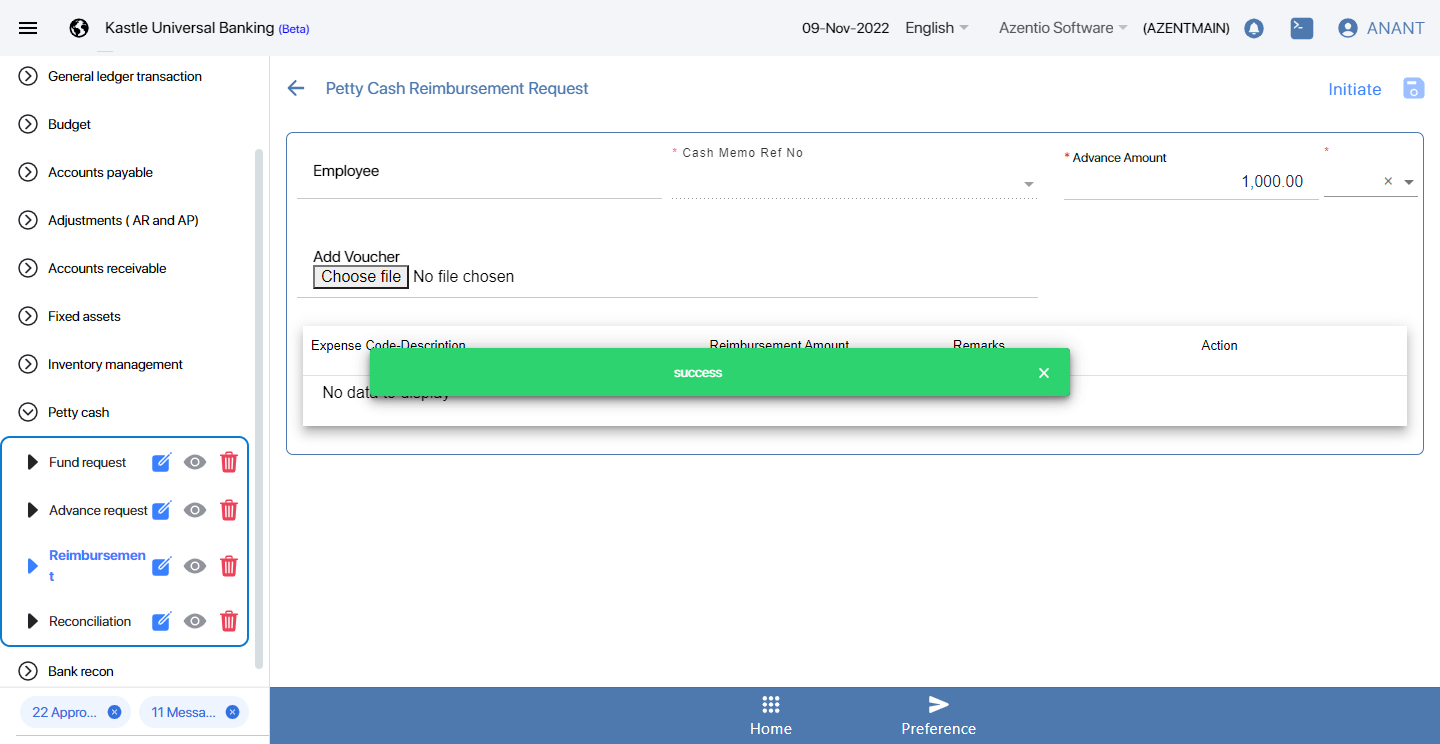 Kastle Universal Banking (Beta)
09-Nov-2022
English
Azentio Software
(AZENTMAIN)
ANANT
General ledger transaction
Budget
Accounts payable
Adjustments ( AR and AP)
Accounts receivable
Fixed assets
Inventory management
Petty cash
Fund request
Advance request
Reimbursemen
t
Reconciliation
Bank recon
22 Appro...
11 Messa...
Petty Cash Reimbursement Request
Initiate
Employee
* Cash Memo Ref No
* Advance Amount
1,000.00
*
Add Voucher
Choose file No file chosen
Expense Code-Description
Reimbursement Amount
Remarks
Action
success
No data to display
Home
Preference